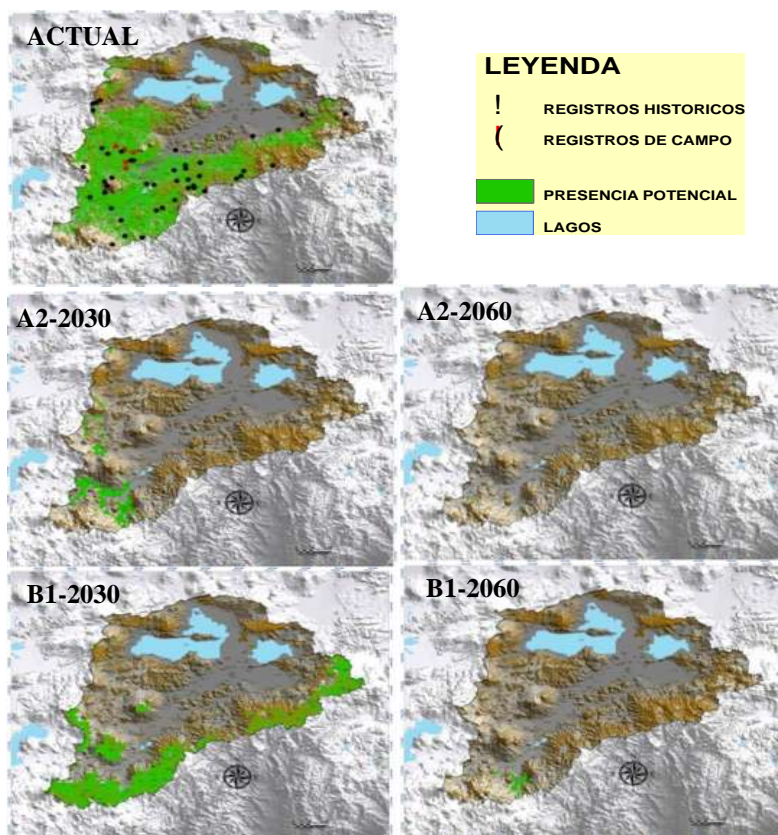 ACTUAL
LEYENDA
! REGISTROS HISTORICOS
( REGISTROS DE CAMPO
PRESENCIA POTENCIAL
LAGOS
A2-2030
A2-2060
B1-2030
B1-2060